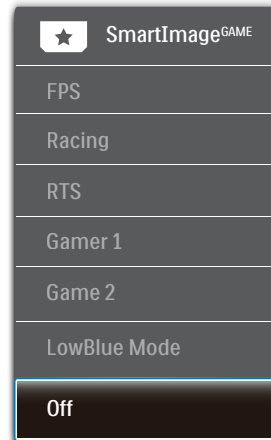 SmartImageGAME
FPS
Racing
RTS
Gamer 1
Game 2
LowBlue Mode
Off